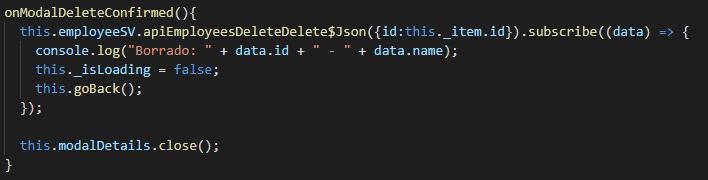 onModalDeleteConfirmed(){
this.employeeSV.apiEmployeesDeleteDelete$Json({id:this._item.id}).subscribe((data) => {
console.log("Borrado: " + data.id + " - " + data.name);
this._isLoading = false;
this.goBack();
});
this.modalDetails.close();
}